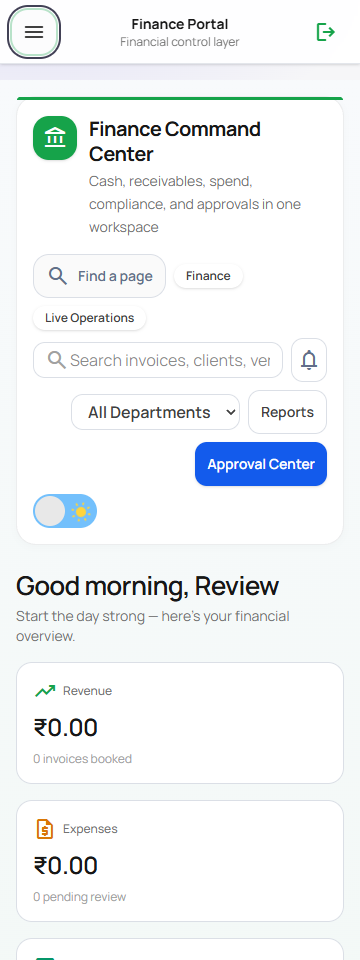 Finance Portal
Financial control layer
Finance Command
Center
Cash, receivables, spend,
compliance, and approvals in one
workspace
Find a page
Finance
Live Operations
Search invoices, clients, ver
All Departments
Reports
Approval Center
Good morning, Review
Start the day strong — here's your financial
overview.
Revenue
₹0.00
0 invoices booked
Expenses
₹0.00
0 pending review